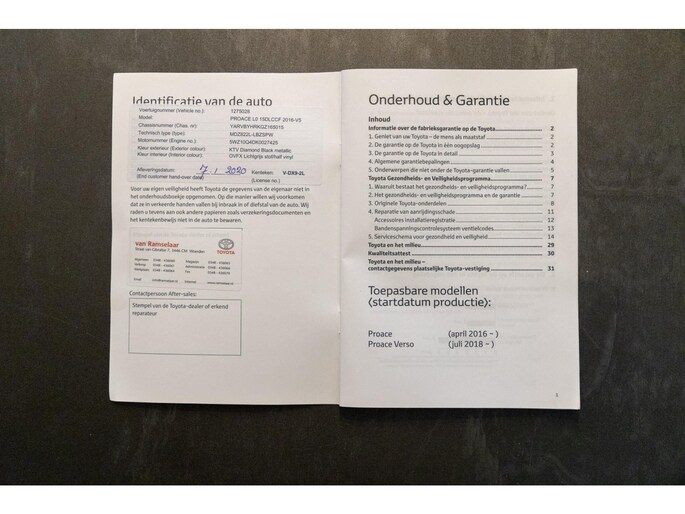 Identificatie van de auto
Voertuignummer (Vehicle no.): 1275028
Model PROACE L0 15DLCCF 2016-V5
Chassisnummer (Chas. nr):
Technisch type (type): MDZ622L-LBZ5PW
Motornummer (Engine no.)
Kleur exterieur (Exterior colour): KTV Diamond Black metallic
Kleur interieur (Interior colour): OVFX Lichtgrijs stof/half vinyl
Afleveringsdatum: 7-1 2020 Kenteken: V-DXS-2L
(End customer hand-over date) (License no.)
Voor uw eigen veiligheid heeft Toyota de gegevens van de eigenaar niet in
het onderhoudsboekje opgenomen. Op die manier willen wij voorkomen
dat ze in verkeerde handen vallen bij inbraak in of diefstal van de auto. Wij
raden u tevens aan ook andere papieren zoals verzekeringsdocumenten en
het kentekenbewijs niet in de auto te bewaren.
van Ramselaar
TOYOTA
Contactpersoon After-sales:
Stempel van de Toyota-dealer of erkend
reparateur
Onderhoud & Garantie
Inhoud
Informatie over de fabrieksgarantie op the Toyota 2
1. Geniet van uw Toyota – de mens als maatstaf 2
2. De garantie op de Toyota in één oogopslag 2
3. De garantie op de Toyota in detail 3
4. Algemene garantiebepalingen 4
5. Onderwerpen die niet onder de Toyota-garantie vallen 5
Toyota Gezondheids- en Veiligheidsprogramma 7
1. Waaruit bestaat het gezondheids- en veiligheidsprogramma? 7
2. Het gezondheids- en veiligheidsprogramma en de garantie 7
3. Originele Toyota-onderdelen 8
4. Reparatie van aanrijdingsschade 11
Accessoires Installatieregistratie 12
Bandenspanningscontrolesysteem ventielcodes 13
5. Serviceschema voor gezondheid en veiligheid 14
Toyota en het milieu 29
Kwaliteitsattest 30
Toyota en het milieu –
contactgegevens plaatselijke Toyota-vestiging 31
Toepasbare modellen
(startdatum productie):
Proace (april 2016 – )
Proace Verso (juli 2018 – )
1